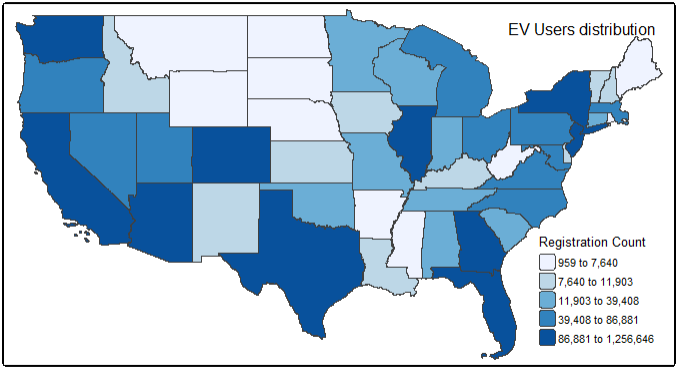 EV Users distribution
Registration Count
959 to 7,640
7,640 to 11,903
11,903 to 39,408
39,408 to 86,881
86,881 to 1,256,646